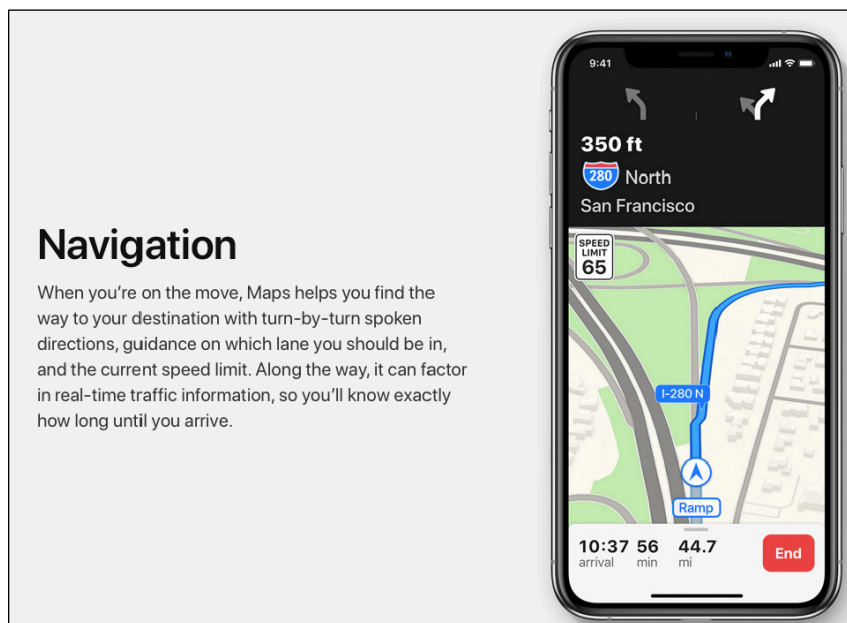 Navigation
When you’re on the move, Maps helps you find the
way to your destination with turn-by-turn spoken
directions, guidance on which lane you should be in,
and the current speed limit. Along the way, it can factor
in real-time traffic information, so you’ll know exactly
how long until you arrive.
9:41
350 ft
280 North
San Francisco
SPEED
LIMIT
65
I-280 N
Ramp
10:37 56 44.7
arrival min mi
End